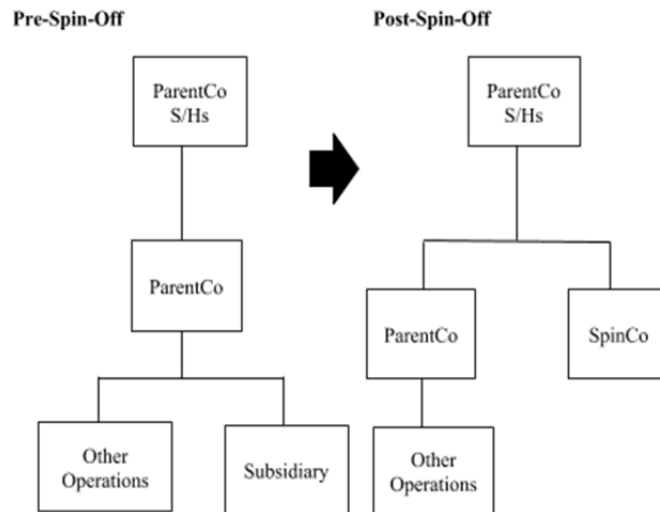 Pre-Spin-Off
Post-Spin-Off
ParentCo
S/Hs
ParentCo
S/Hs
ParentCo
ParentCo
SpinCo
Other
Operations
Subsidiary
Other
Operations